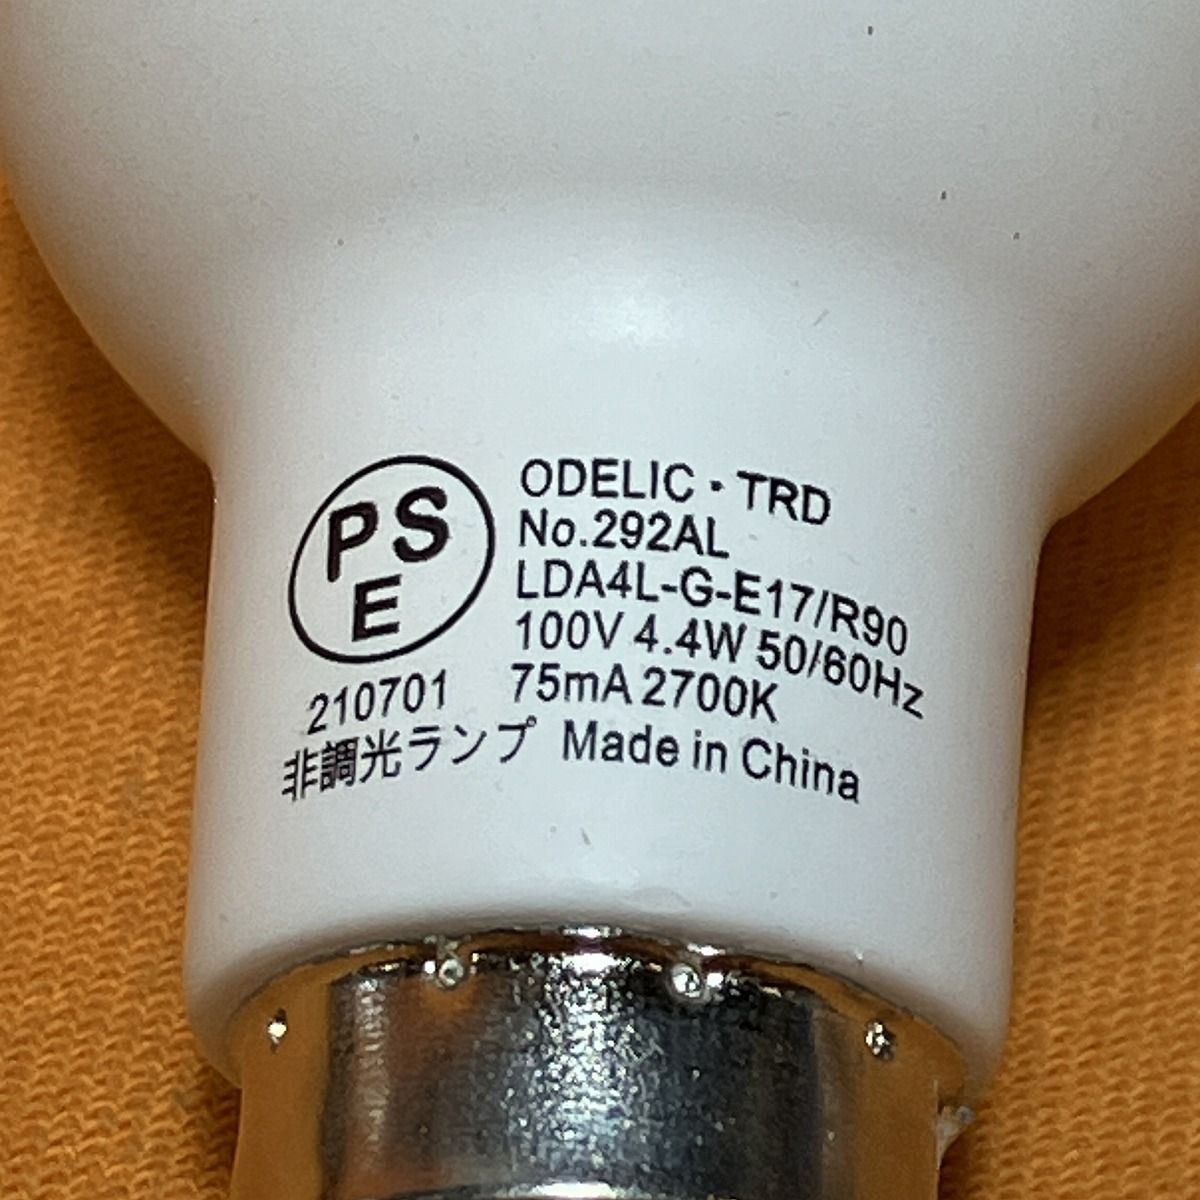 PS
E
ODELIC・TRD
No.292AL
LDA4L-G-E17/R90
100V 4.4W 50/60Hz
210701 75mA 2700K
非調光ランプ Made in China